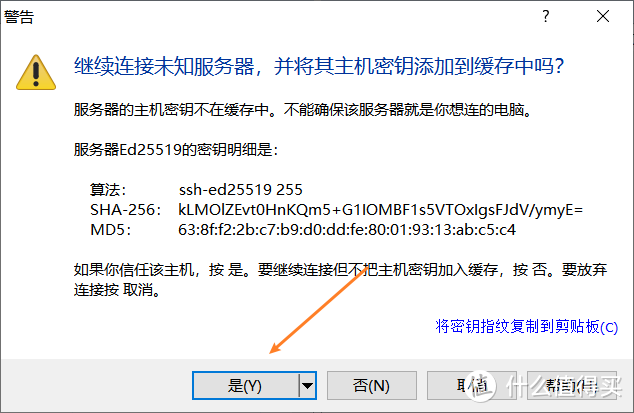 警告
继续连接未知服务器，并将其主机密钥添加到缓存中吗？
服务器的主机密钥不在缓存中。不能确保该服务器就是你想连的电脑。
服务器Ed25519的密钥明细是：
算法： ssh-ed25519 255
SHA-256： kLMOlZEvt0HnKQm5+G1IOMBF1s5VTOxIgsFJdV/ymyE=
MD5： 63:8f:f2:2b:c7:b9:d0:dd:fe:80:01:93:13:ab:c5:c4
如果你信任该主机，按 是。要继续连接但不把主机密钥加入缓存，按 否。要放弃
连接按 取消。
将密钥指纹复制到剪贴板(C)
是(Y) 否(N) 取消 帮助(H)
值 什么值得买